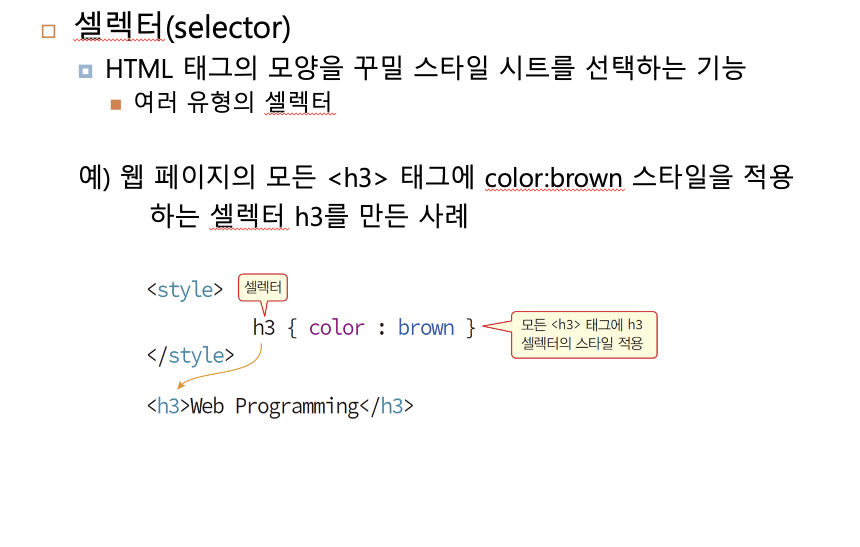 셀렉터(selector)
HTML 태그의 모양을 꾸밀 스타일 시트를 선택하는 기능
여러 유형의 셀렉터
예) 웹 페이지의 모든 <h3> 태그에 color:brown 스타일을 적용
하는 셀렉터 h3를 만든 사례
<style>
셀렉터
h3 { color : brown }
모든 <h3> 태그에 h3
셀렉터의 스타일 적용
</style>
<h3>Web Programming</h3>